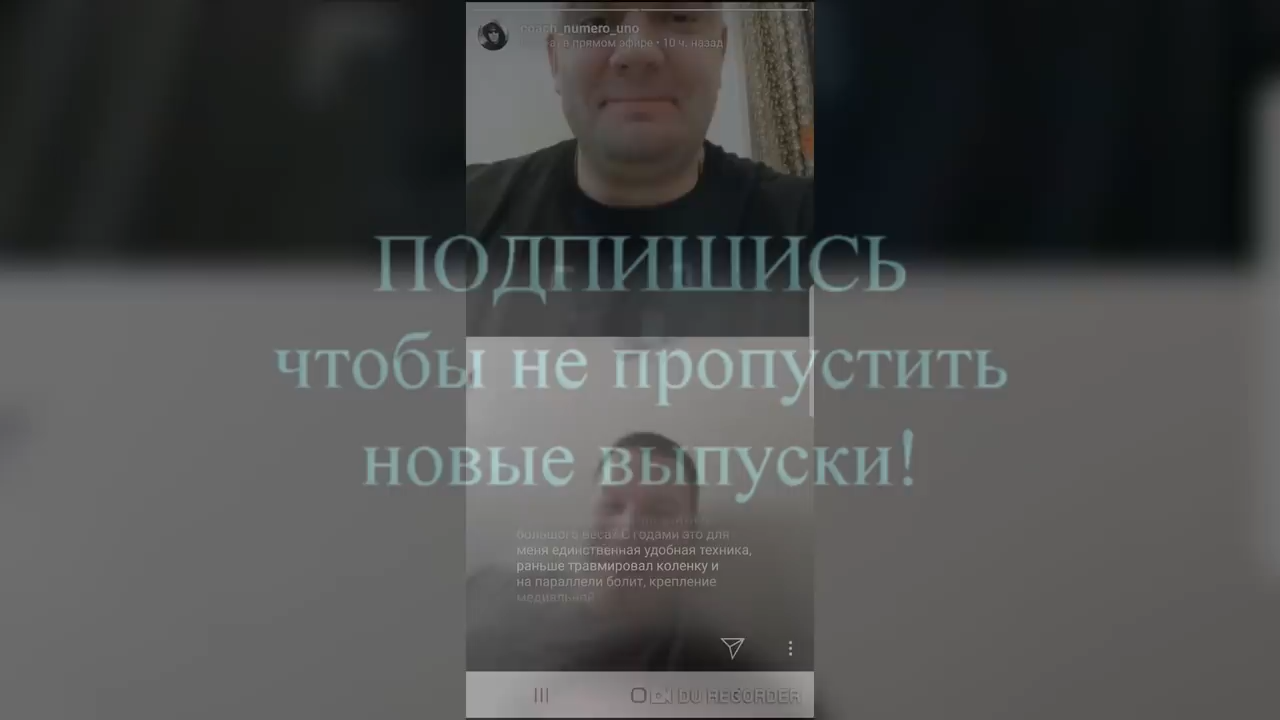 coach_numero_uno
в прямом эфире • 10 ч. назад
ПОДПИШИСЬ
чтобы не пропустить
новые выпуски!
большого веса? С годами это для
меня единственная удобная техника,
раньше травмировал коленку и
на параллели болит, крепление
медиальной
DU RECORDER